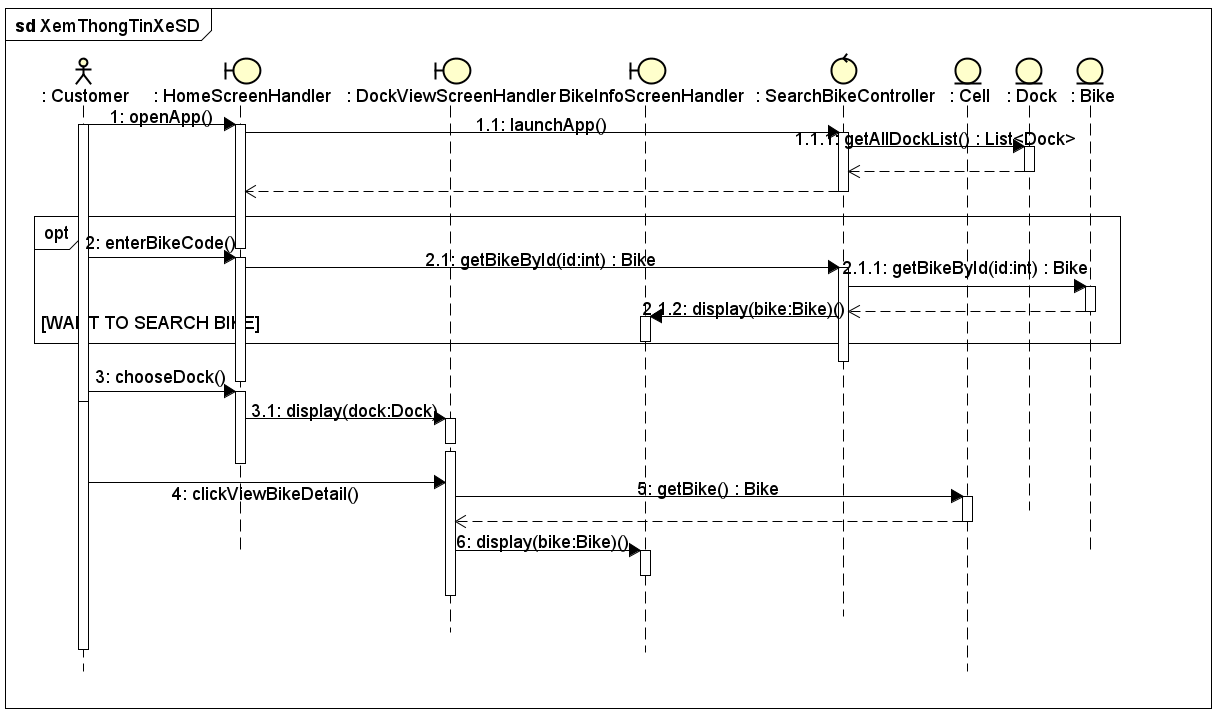 sd XemThongTinXeSD
: Customer
: HomeScreenHandler
: DockViewScreenHandler
BikeInfoScreenHandler
: SearchBikeController
: Cell
: Dock
: Bike
1: openApp()
1.1: launchApp()
1.1.1: getAllDockList() : List<Dock>
opt
2: enterBikeCode()
2.1: getBikeById(id:int) : Bike
2.1.1: getBikeById(id:int) : Bike
2.1.2: display(bike:Bike)()
[WANT TO SEARCH BIKE]
3: chooseDock()
3.1: display(dock:Dock)
4: clickViewBikeDetail()
5: getBike() : Bike
6: display(bike:Bike)()